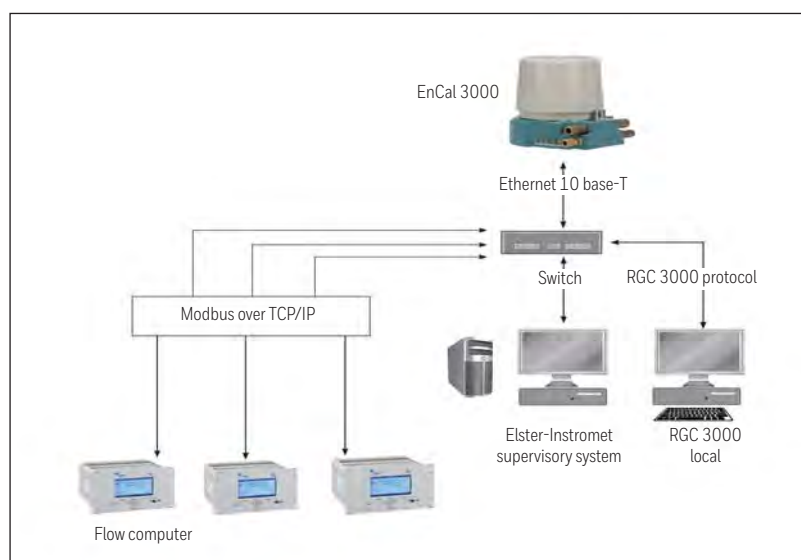 EnCal 3000
Ethernet 10 base-T
Switch
RGC 3000 protocol
Modbus over TCP/IP
Elster-Instromet
supervisory system
RGC 3000
local
Flow computer